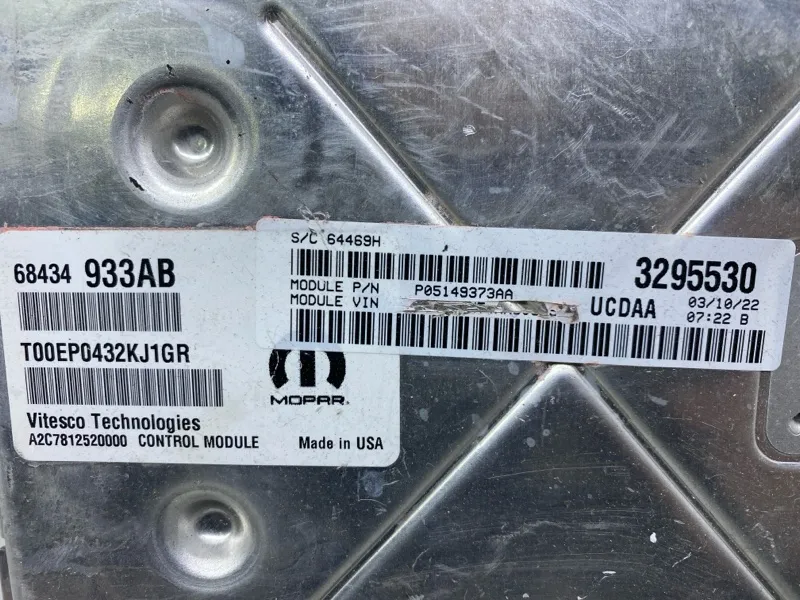 S/C 64469H
MODULE P/N P05149373AA
MODULE VIN
3295530
UCDAA 03/10/22
07:22 B
68434 933AB
T00EP0432KJ1GR
MOPAR
Vitesco Technologies
A2C7812520000 CONTROL MODULE
Made in USA